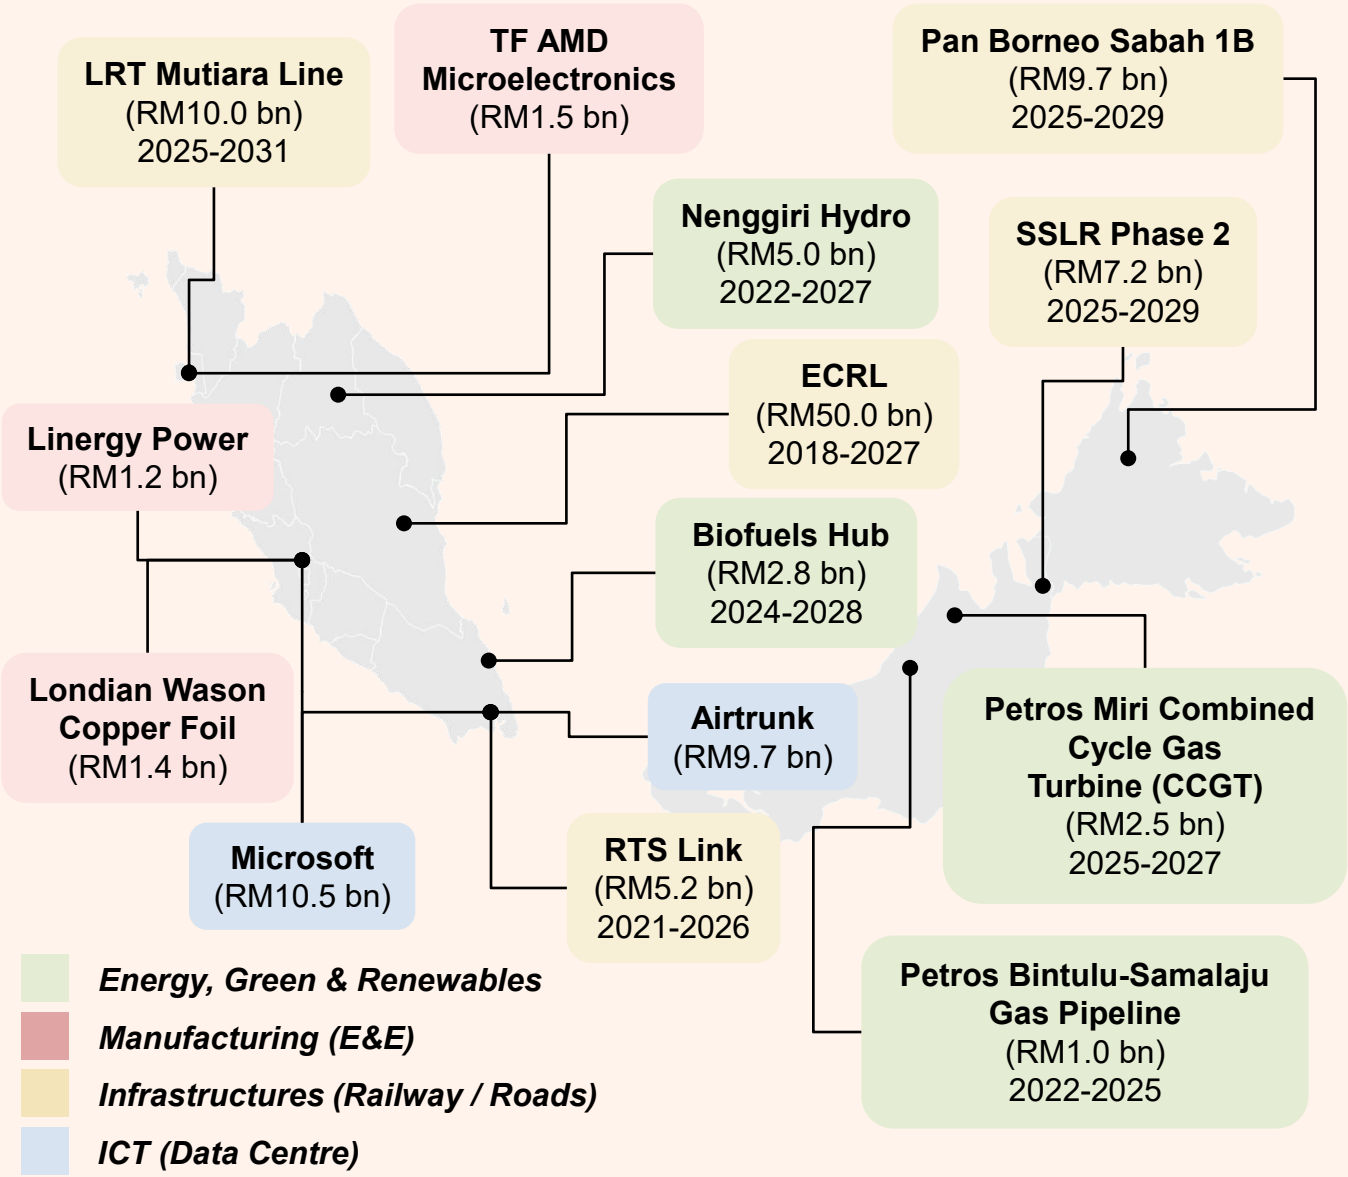 LRT Mutiara Line
(RM10.0 bn)
2025-2031
TF AMD
Microelectronics
(RM1.5 bn)
Pan Borneo Sabah 1B
(RM9.7 bn)
2025-2029
Nenggiri Hydro
(RM5.0 bn)
2022-2027
SSLR Phase 2
(RM7.2 bn)
2025-2029
ECRL
(RM50.0 bn)
2018-2027
Linergy Power
(RM1.2 bn)
Biofuels Hub
(RM2.8 bn)
2024-2028
Londian Wason
Copper Foil
(RM1.4 bn)
Airtrunk
(RM9.7 bn)
Petros Miri Combined
Cycle Gas
Turbine (CCGT)
(RM2.5 bn)
2025-2027
Microsoft
(RM10.5 bn)
RTS Link
(RM5.2 bn)
2021-2026
Petros Bintulu-Samalaju
Gas Pipeline
(RM1.0 bn)
2022-2025
Energy, Green & Renewables
Manufacturing (E&E)
Infrastructures (Railway / Roads)
ICT (Data Centre)